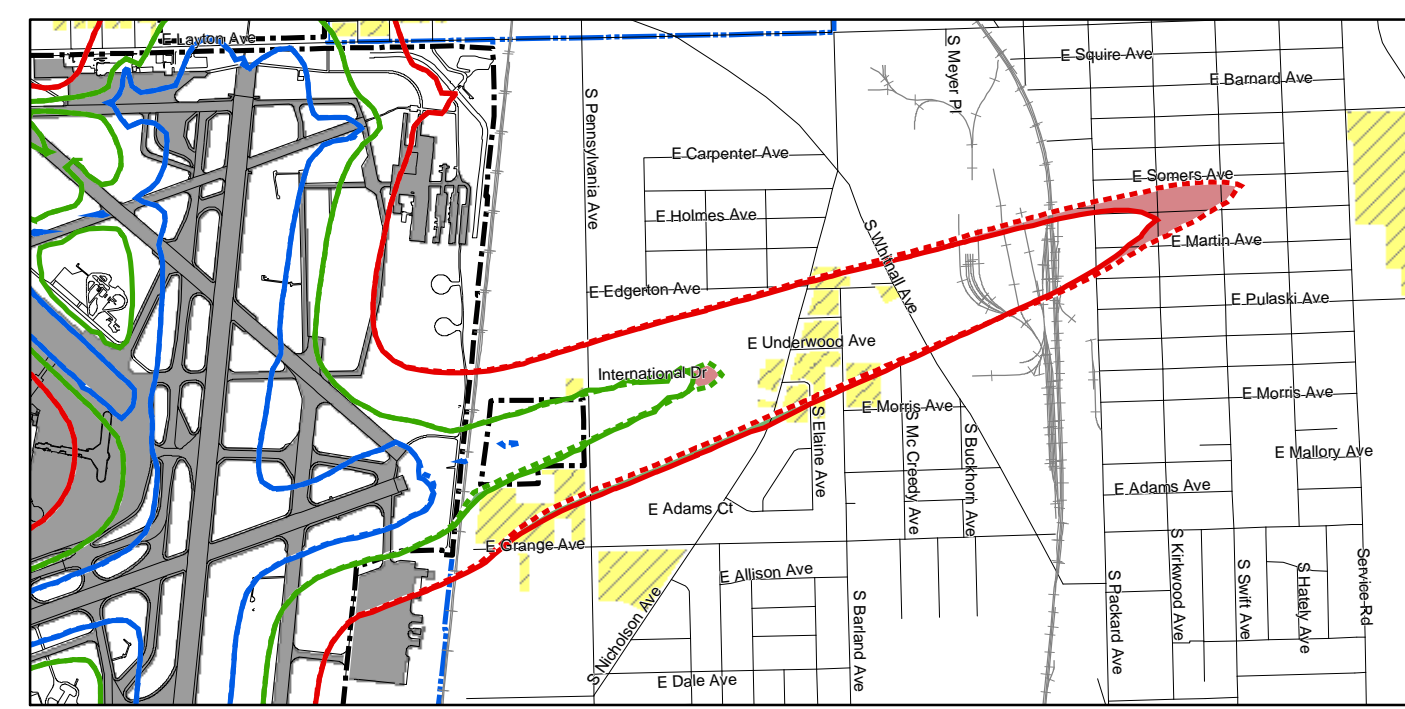 E Layton Ave
S Meyer Pl
E Squire Ave
E Barnard Ave
S Pennsylvania Ave
E Carpenter Ave
E Somers Ave
E Holmes Ave
S Whitnall Ave
E Martin Ave
E Edgerton Ave
E Pulaski Ave
E Underwood Ave
International Dr
E Morris Ave
E Morris Ave
S Elaine Ave
S Mc Creedy Ave
S Buckhorn Ave
E Mallory Ave
E Adams Ave
E Adams Ct
E Grange Ave
S Kirkwood Ave
S Swift Ave
S Hately Ave
Service Rd
E Allison Ave
S Packard Ave
S Nicholson Ave
S Barland Ave
E Dale Ave